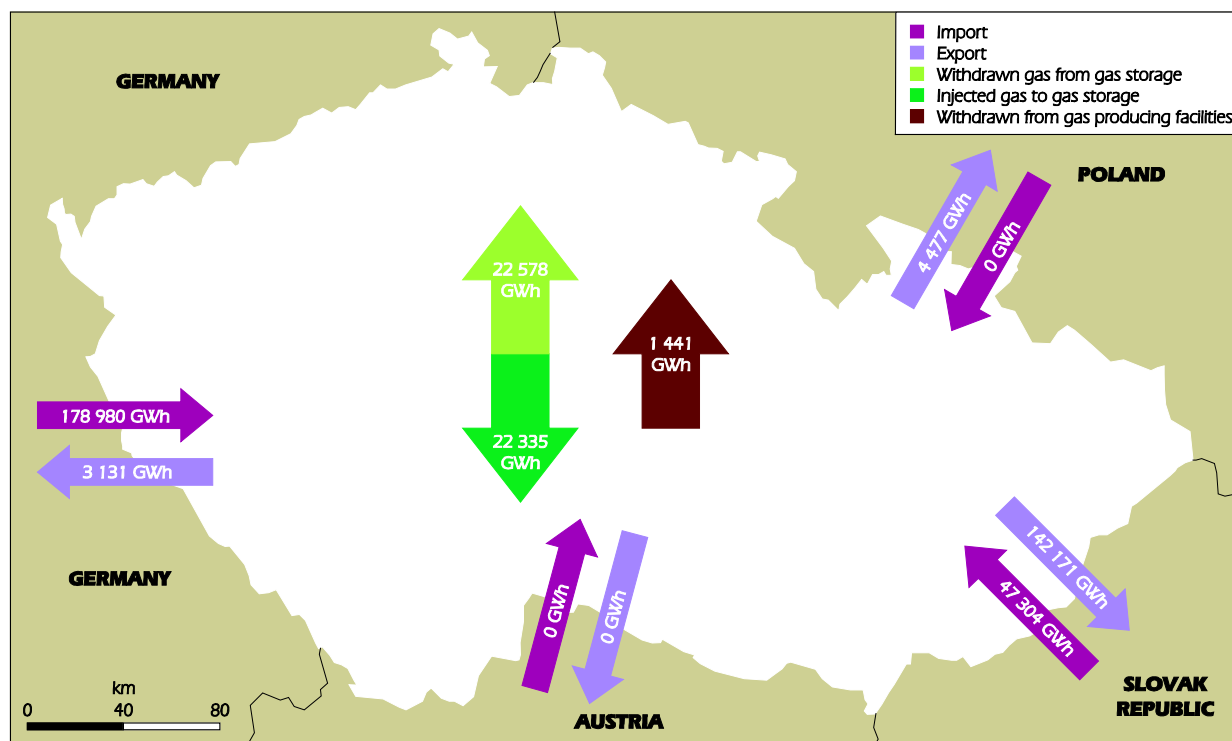 Import
Export
Withdrawn gas from gas storage
Injected gas to gas storage
Withdrawn from gas producing facilities
GERMANY
POLAND
4 477 GWh
0 GWh
22 578
GWh
1 441
GWh
178 980 GWh
22 335
GWh
3 131 GWh
142 171 GWh
47 304 GWh
GERMANY
0 GWh
0 GWh
km
0 40 80
AUSTRIA
SLOVAK
REPUBLIC